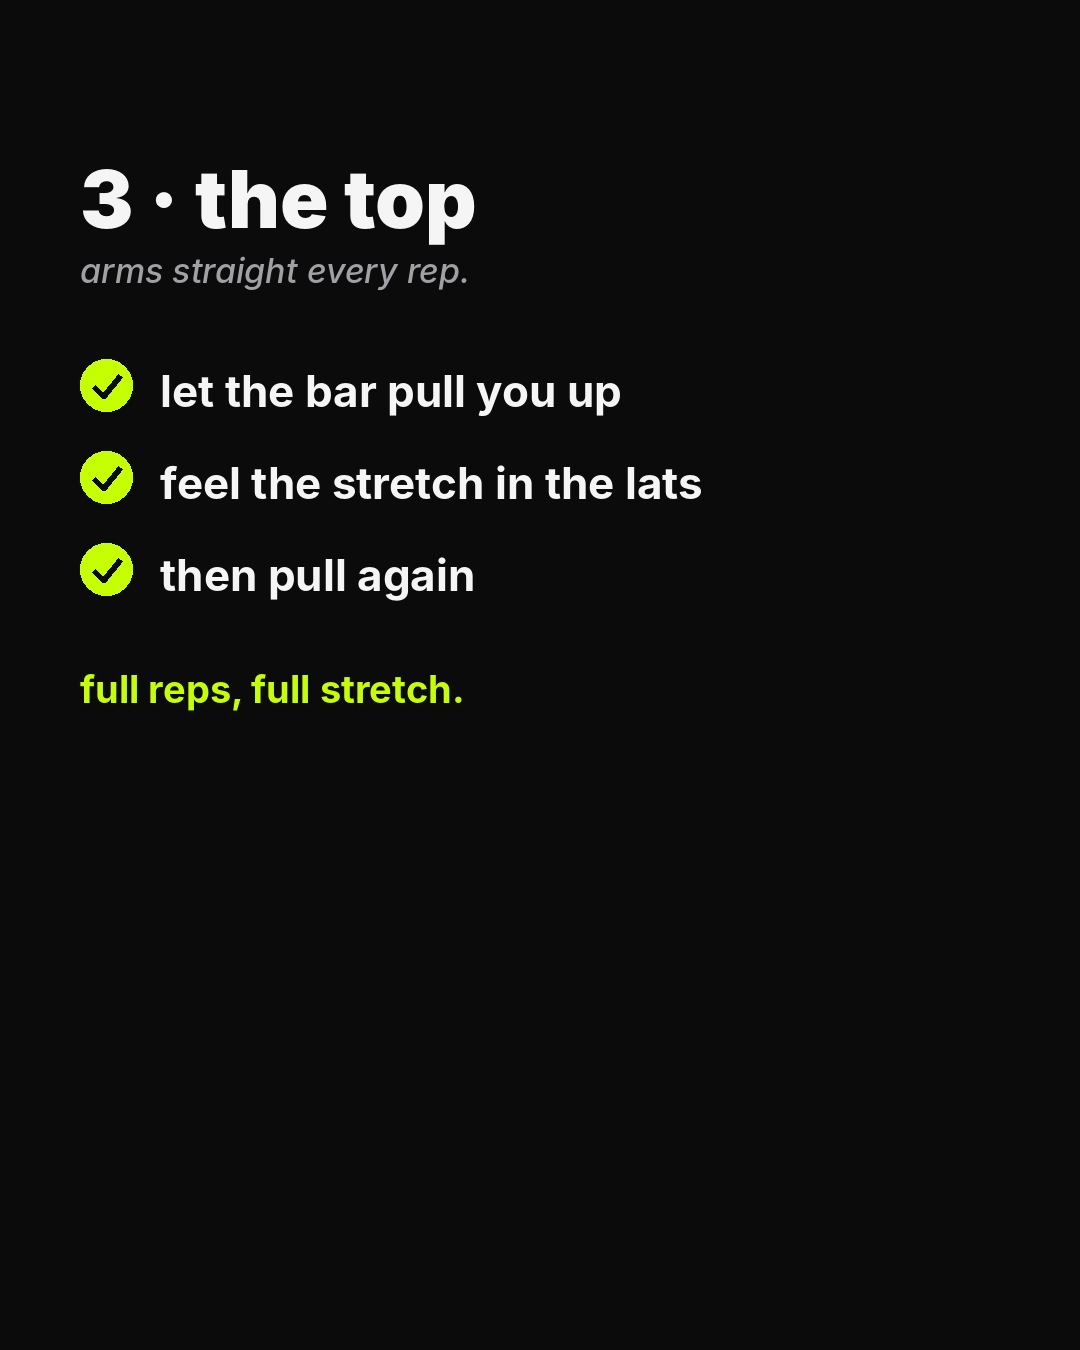 3 · the top
arms straight every rep.
let the bar pull you up
feel the stretch in the lats
then pull again
full reps, full stretch.